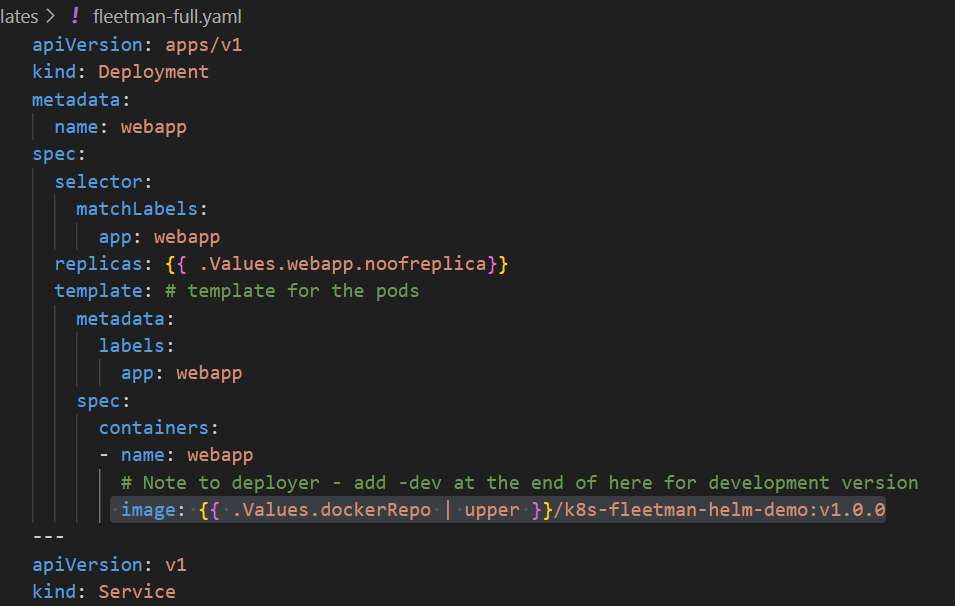 lates > ! fleetman-full.yaml
apiVersion: apps/v1
kind: Deployment
metadata:
  name: webapp
spec:
  selector:
    matchLabels:
      app: webapp
  replicas: {{ .Values.webapp.noofreplica}}
  template: # template for the pods
    metadata:
      labels:
        app: webapp
    spec:
      containers:
      - name: webapp
        # Note to deployer - add -dev at the end of here for development version
        image: {{ .Values.dockerRepo | upper }}/k8s-fleetman-helm-demo:v1.0.0
---
apiVersion: v1
kind: Service